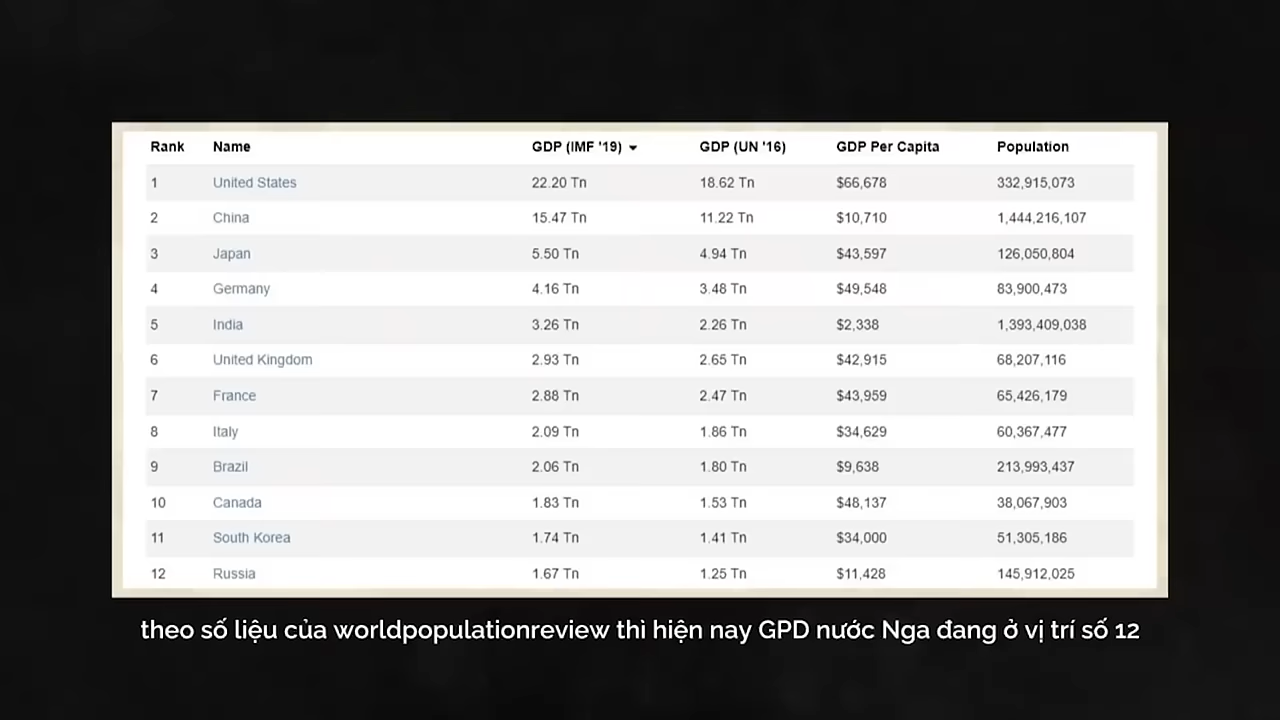 Rank Name GDP (IMF '19) GDP (UN '16) GDP Per Capita Population
1 United States 22.20 Tn 18.62 Tn $66,678 332,915,073
2 China 15.47 Tn 11.22 Tn $10,710 1,444,216,107
3 Japan 5.50 Tn 4.94 Tn $43,597 126,050,804
4 Germany 4.16 Tn 3.48 Tn $49,548 83,900,473
5 India 3.26 Tn 2.26 Tn $2,338 1,393,409,038
6 United Kingdom 2.93 Tn 2.65 Tn $42,915 68,207,116
7 France 2.88 Tn 2.47 Tn $43,959 65,426,179
8 Italy 2.09 Tn 1.86 Tn $34,629 60,367,477
9 Brazil 2.06 Tn 1.80 Tn $9,638 213,993,437
10 Canada 1.83 Tn 1.53 Tn $48,137 38,067,903
11 South Korea 1.74 Tn 1.41 Tn $34,000 51,305,186
12 Russia 1.67 Tn 1.25 Tn $11,428 145,912,025
theo số liệu của worldpopulationreview thì hiện nay GPD nước Nga đang ở vị trí số 12